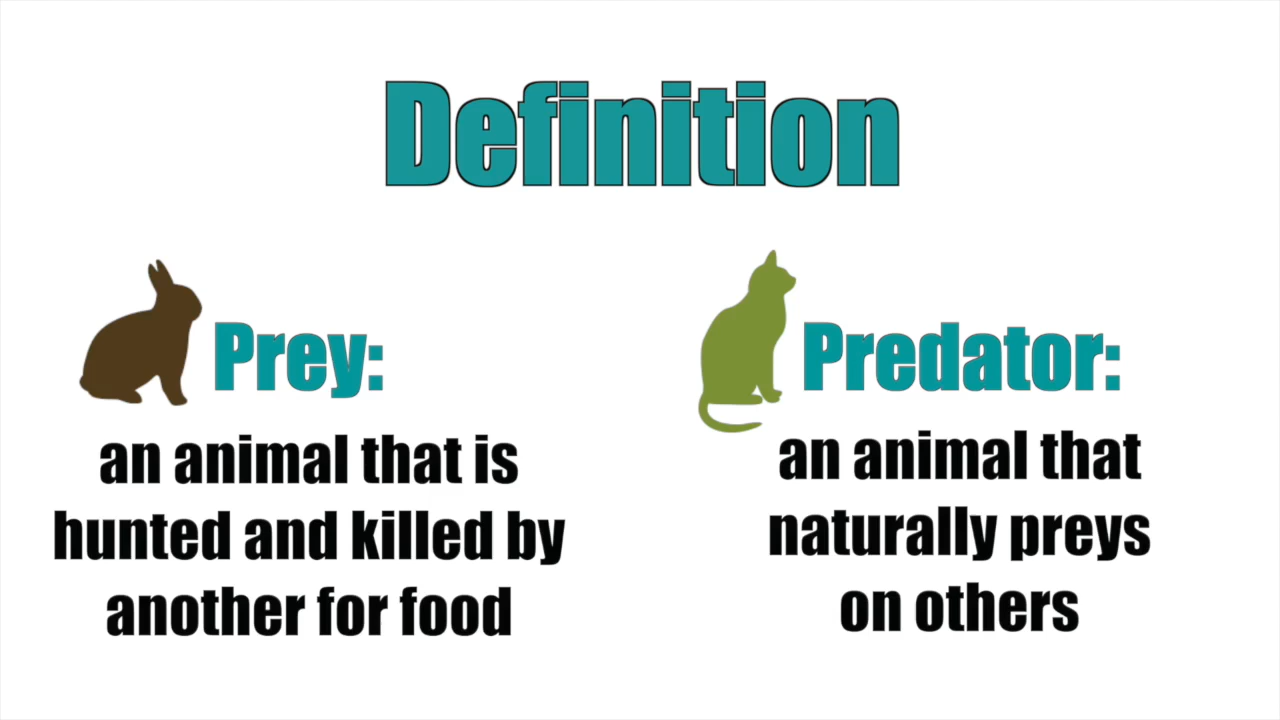 Definition
Prey:
an animal that is
hunted and killed by
another for food
Predator:
an animal that
naturally preys
on others